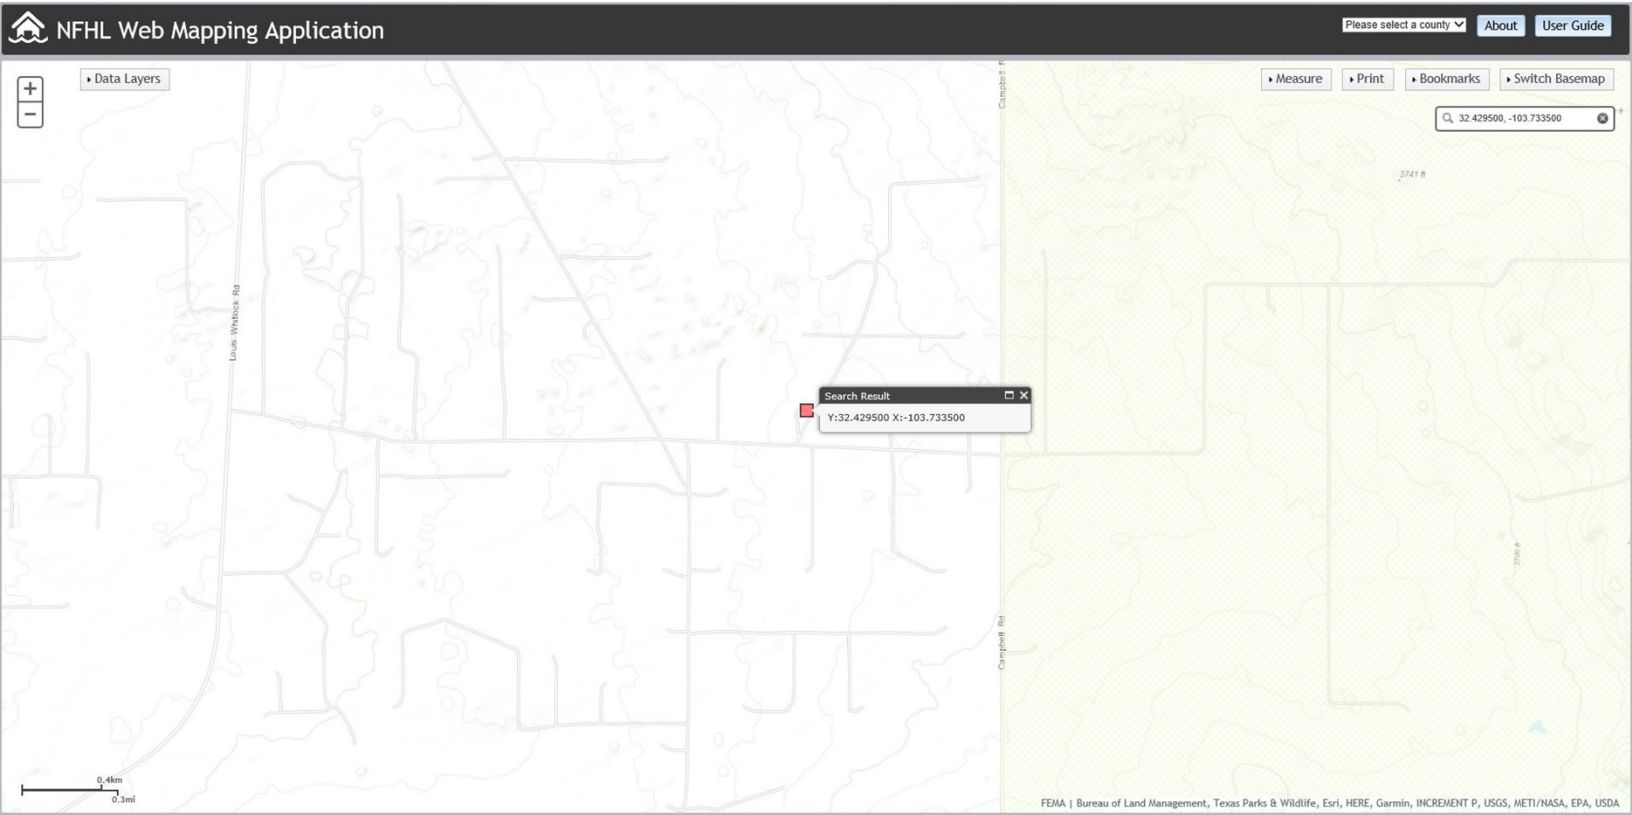 NFHL Web Mapping Application
Please select a county
About
User Guide
+
−
Data Layers
Measure
Print
Bookmarks
Switch Basemap
32.429500, -103.733500
3741 ft
Louis Whitlock Rd
Search Result
Y:32.429500 X:-103.733500
3700 ft
Campbell Rd
0.4km
0.3mi
FEMA | Bureau of Land Management, Texas Parks & Wildlife, Esri, HERE, Garmin, INCREMENT P, USGS, METI/NASA, EPA, USDA